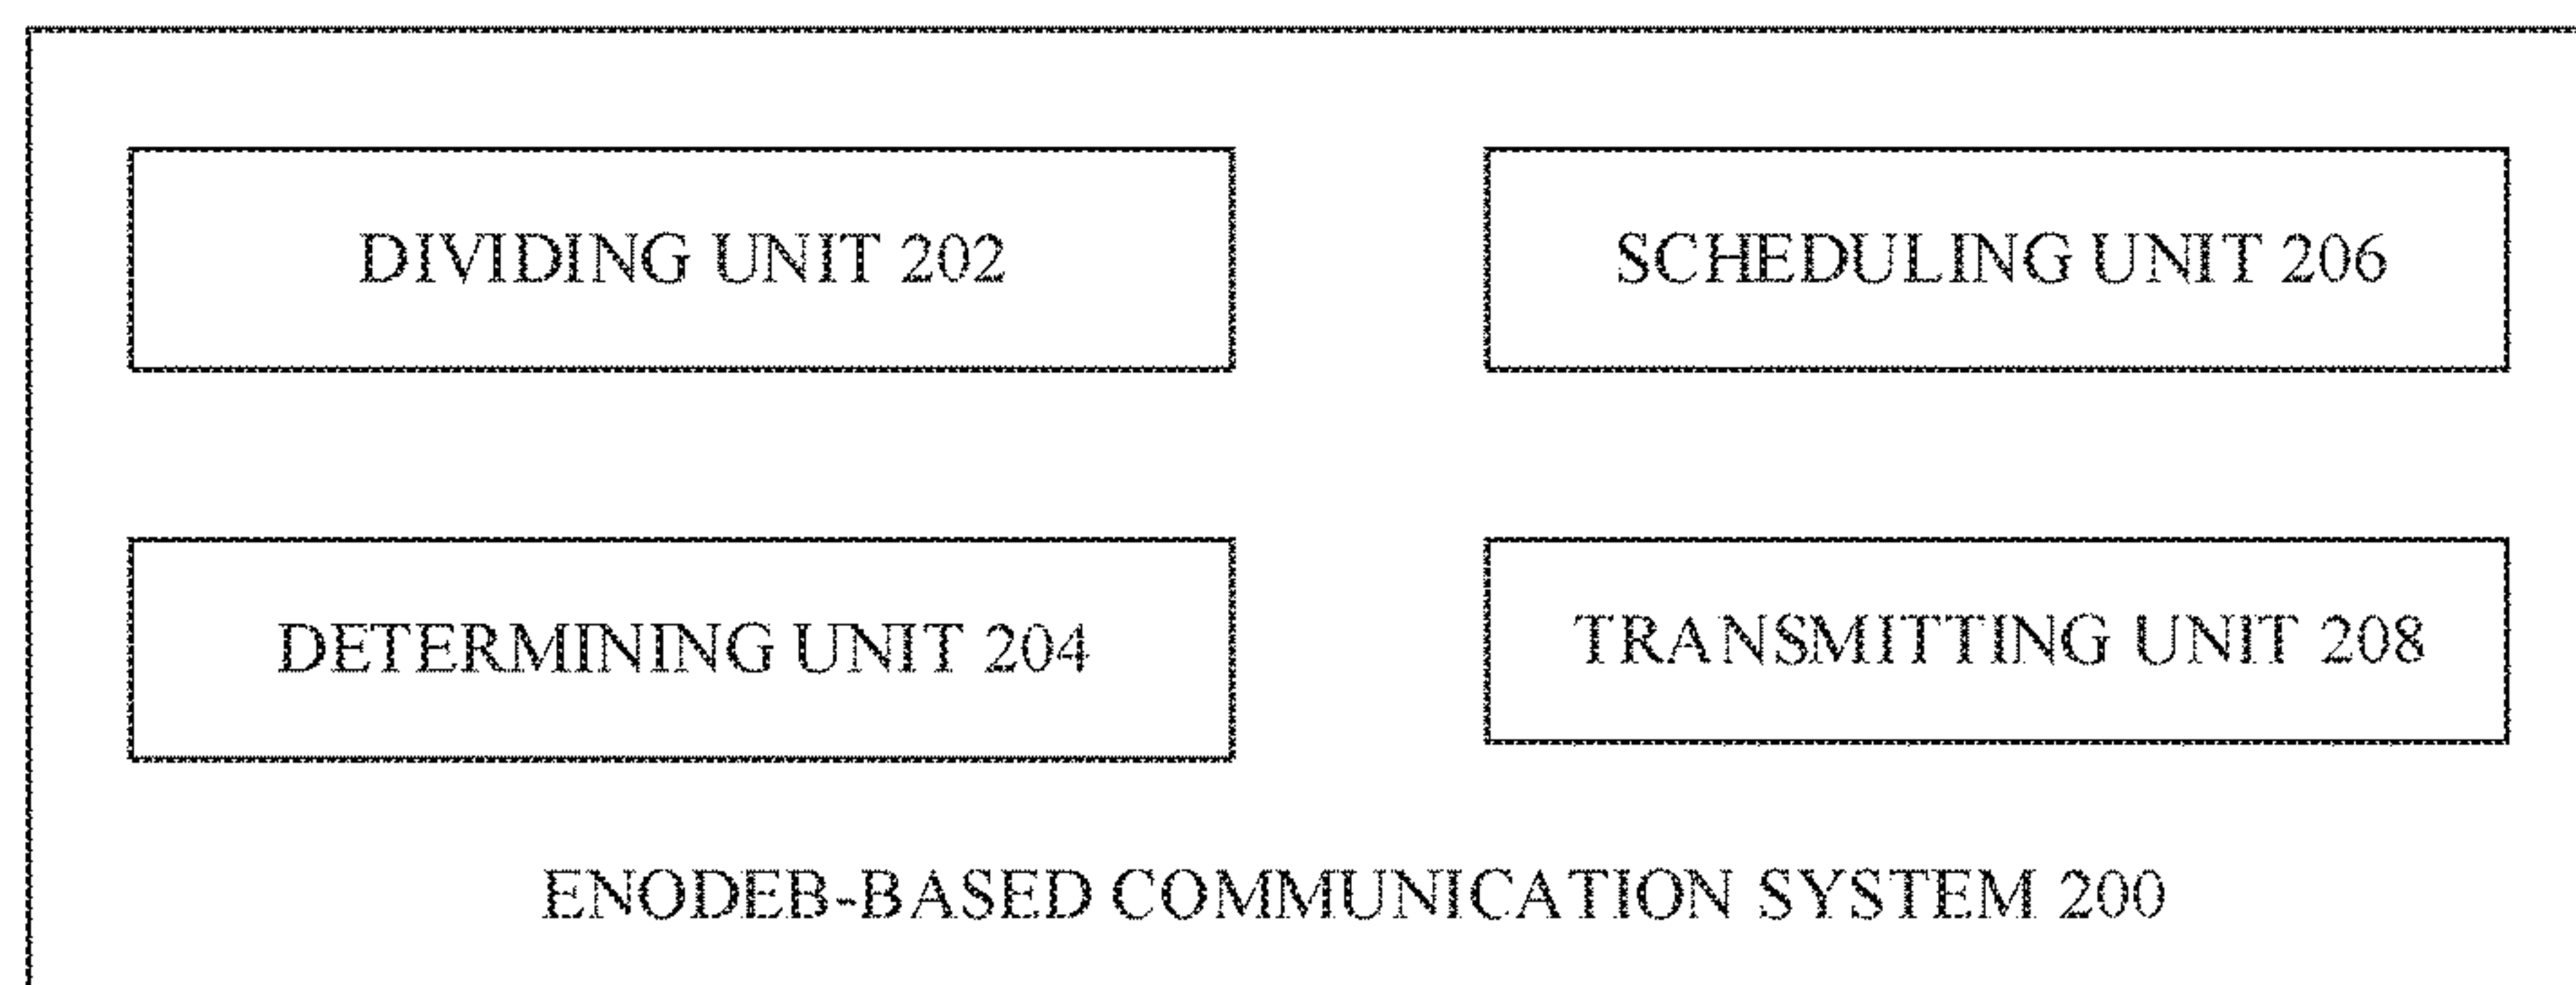 DIVIDING UNIT 202
SCHEDULING UNIT 206
DETERMINING UNIT 204
TRANSMITTING UNIT 208
ENODEB-BASED COMMUNICATION SYSTEM 200